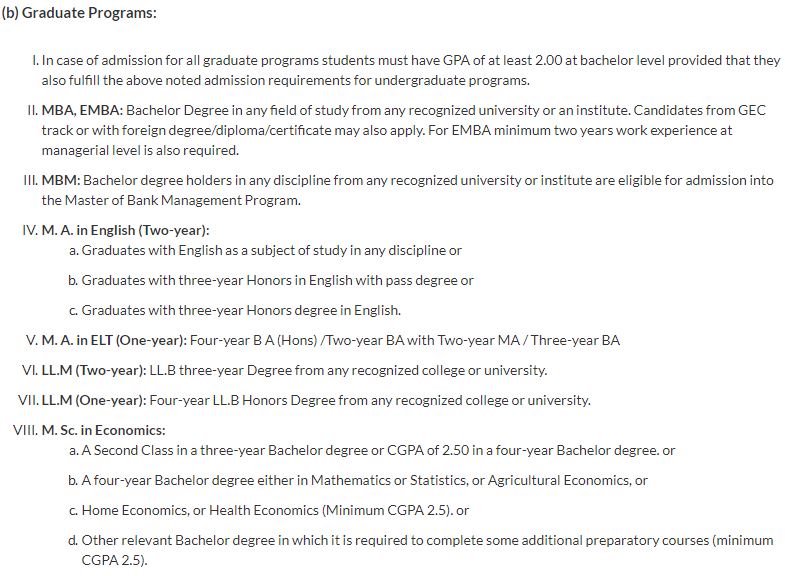 (b) Graduate Programs:
I. In case of admission for all graduate programs students must have GPA of at least 2.00 at bachelor level provided that they
also fulfill the above noted admission requirements for undergraduate programs.
II. MBA, EMBA: Bachelor Degree in any field of study from any recognized university or an institute. Candidates from GEC
track or with foreign degree/diploma/certificate may also apply. For EMBA minimum two years work experience at
managerial level is also required.
III. MBM: Bachelor degree holders in any discipline from any recognized university or institute are eligible for admission into
the Master of Bank Management Program.
IV. M. A. in English (Two-year):
a. Graduates with English as a subject of study in any discipline or
b. Graduates with three-year Honors in English with pass degree or
c. Graduates with three-year Honors degree in English.
V. M. A. in ELT (One-year): Four-year B A (Hons) /Two-year BA with Two-year MA / Three-year BA
VI. LL.M (Two-year): LL.B three-year Degree from any recognized college or university.
VII. LL.M (One-year): Four-year LL.B Honors Degree from any recognized college or university.
VIII. M. Sc. in Economics:
a. A Second Class in a three-year Bachelor degree or CGPA of 2.50 in a four-year Bachelor degree. or
b. A four-year Bachelor degree either in Mathematics or Statistics, or Agricultural Economics, or
c. Home Economics, or Health Economics (Minimum CGPA 2.5). or
d. Other relevant Bachelor degree in which it is required to complete some additional preparatory courses (minimum
CGPA 2.5).